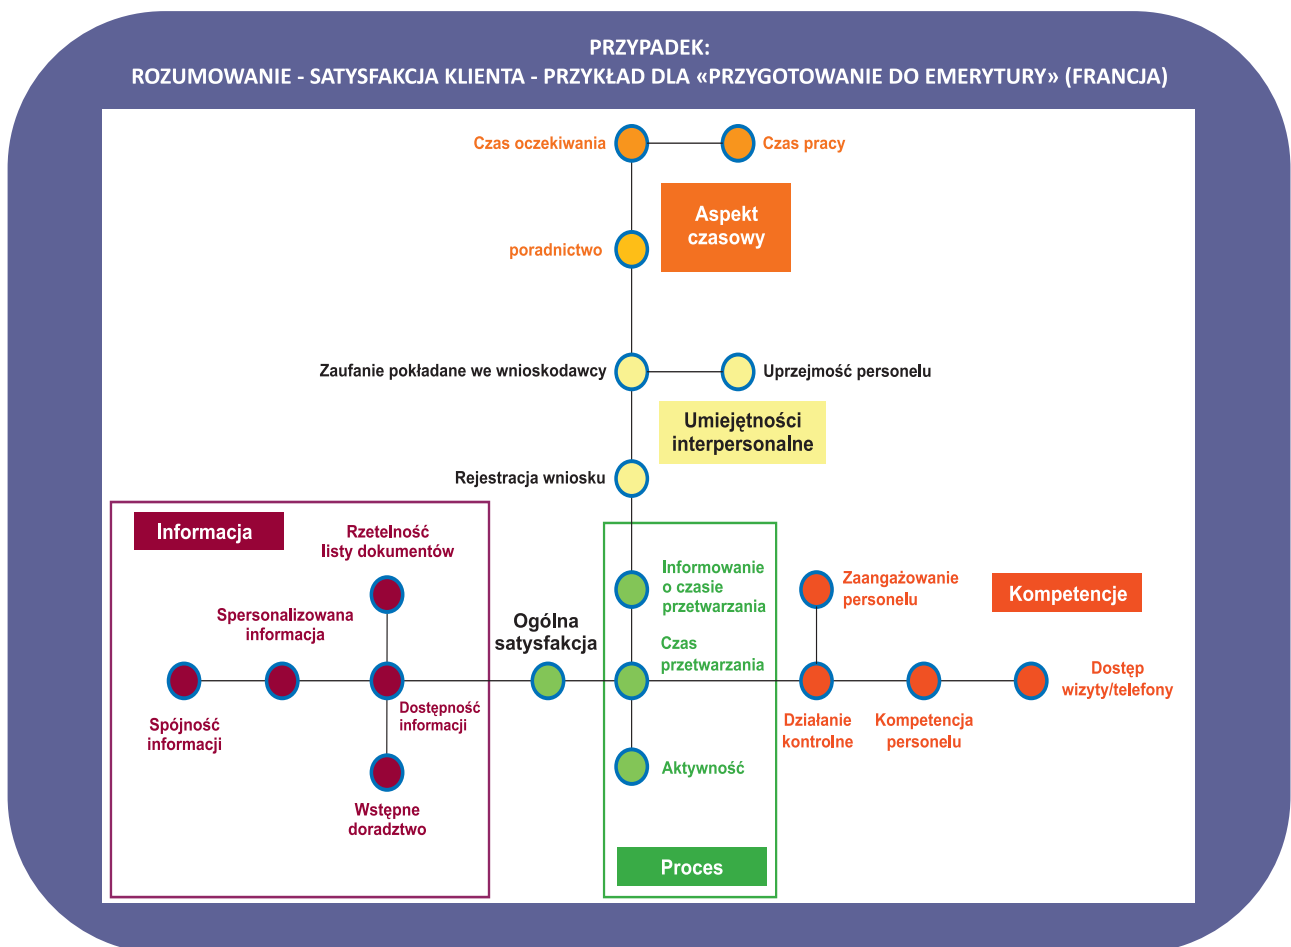 PRZYPADEK:
ROZUMOWANIE - SATYSFAKCJA KLIENTA - PRZYKŁAD DLA «PRZYGOTOWANIE DO EMERYTURY» (FRANCJA)
Czas oczekiwania
Czas pracy
Aspekt
czasowy
poradnictwo
Zaufanie pokładane we wnioskodawcy
Uprzejmość personelu
Umiejętności
interpersonalne
Rejestracja wniosku
Informacja
Rzetelność
listy dokumentów
Spersonalizowana
informacja
Spójność
informacji
Dostępność
informacji
Wstępne
doradztwo
Ogólna
satysfakcja
Informowanie
o czasie
przetwarzania
Czas
przetwarzania
Aktywność
Proces
Zaangażowanie
personelu
Kompetencje
Działanie
kontrolne
Kompetencja
personelu
Dostęp
wizyty/telefony